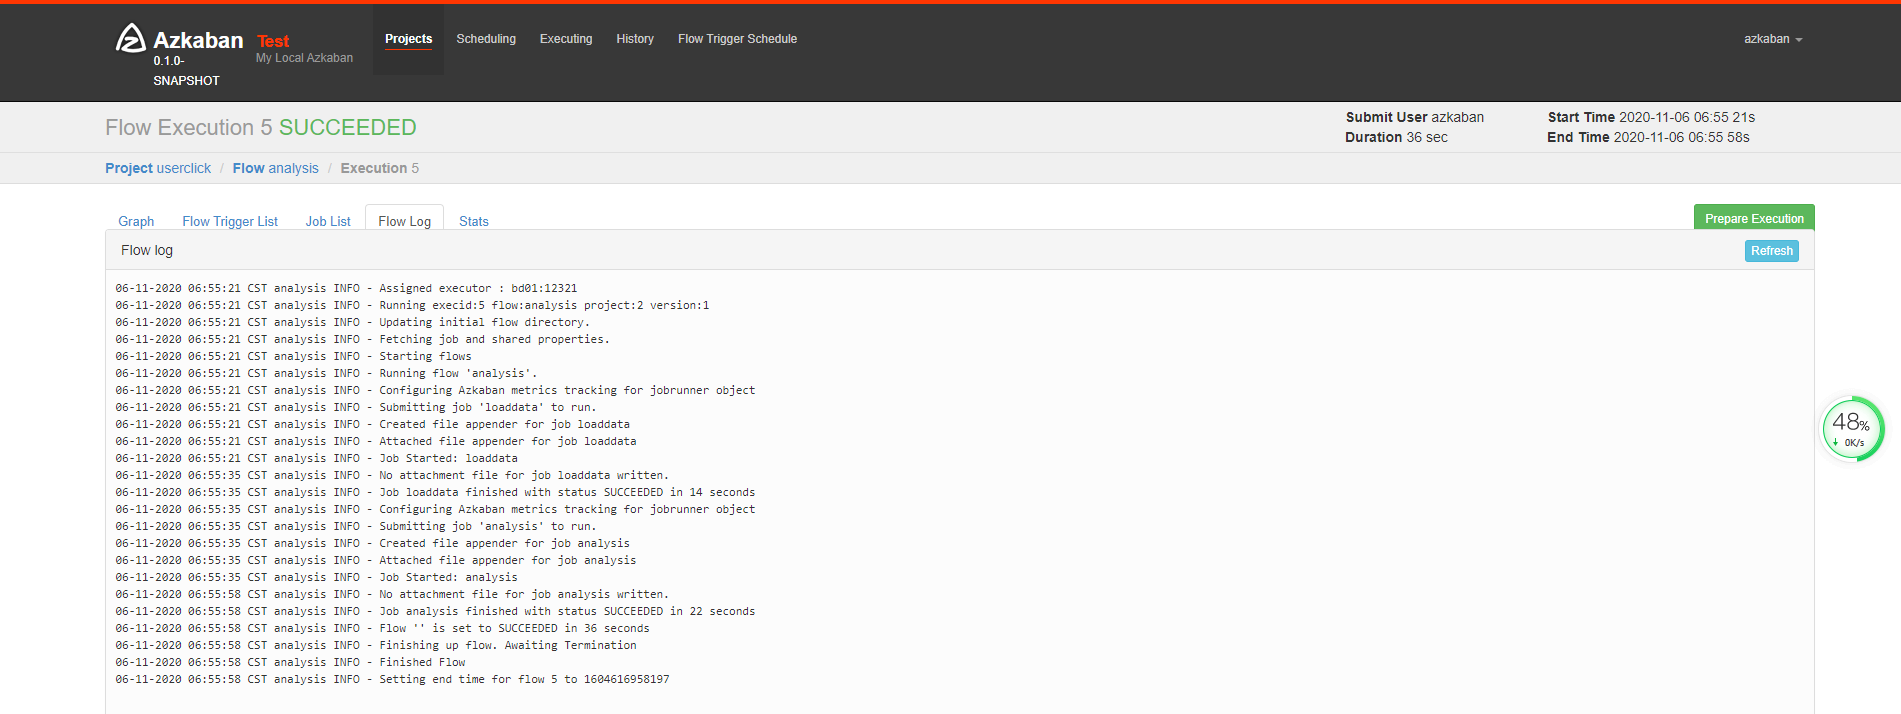 Azkaban
0.1.0-
SNAPSHOT
Test
My Local Azkaban
Projects
Scheduling
Executing
History
Flow Trigger Schedule
azkaban
Flow Execution 5 SUCCEEDED
Submit User azkaban
Duration 36 sec
Start Time 2020-11-06 06:55 21s
End Time 2020-11-06 06:55 58s
Project userclick / Flow analysis / Execution 5
Graph
Flow Trigger List
Job List
Flow Log
Stats
Prepare Execution
Flow log
Refresh
06-11-2020 06:55:21 CST analysis INFO - Assigned executor : bd01:12321
06-11-2020 06:55:21 CST analysis INFO - Running execid:5 flow:analysis project:2 version:1
06-11-2020 06:55:21 CST analysis INFO - Updating initial flow directory.
06-11-2020 06:55:21 CST analysis INFO - Fetching job and shared properties.
06-11-2020 06:55:21 CST analysis INFO - Starting flows
06-11-2020 06:55:21 CST analysis INFO - Running flow 'analysis'.
06-11-2020 06:55:21 CST analysis INFO - Configuring Azkaban metrics tracking for jobrunner object
06-11-2020 06:55:21 CST analysis INFO - Submitting job 'loaddata' to run.
06-11-2020 06:55:21 CST analysis INFO - Created file appender for job loaddata
06-11-2020 06:55:21 CST analysis INFO - Attached file appender for job loaddata
06-11-2020 06:55:21 CST analysis INFO - Job Started: loaddata
06-11-2020 06:55:35 CST analysis INFO - No attachment file for job loaddata written.
06-11-2020 06:55:35 CST analysis INFO - Job loaddata finished with status SUCCEEDED in 14 seconds
06-11-2020 06:55:35 CST analysis INFO - Configuring Azkaban metrics tracking for jobrunner object
06-11-2020 06:55:35 CST analysis INFO - Submitting job 'analysis' to run.
06-11-2020 06:55:35 CST analysis INFO - Created file appender for job analysis
06-11-2020 06:55:35 CST analysis INFO - Attached file appender for job analysis
06-11-2020 06:55:35 CST analysis INFO - Job Started: analysis
06-11-2020 06:55:58 CST analysis INFO - No attachment file for job analysis written.
06-11-2020 06:55:58 CST analysis INFO - Job analysis finished with status SUCCEEDED in 22 seconds
06-11-2020 06:55:58 CST analysis INFO - Flow '' is set to SUCCEEDED in 36 seconds
06-11-2020 06:55:58 CST analysis INFO - Finishing up flow. Awaiting Termination
06-11-2020 06:55:58 CST analysis INFO - Finished Flow
06-11-2020 06:55:58 CST analysis INFO - Setting end time for flow 5 to 1604616958197
48%
0K/s